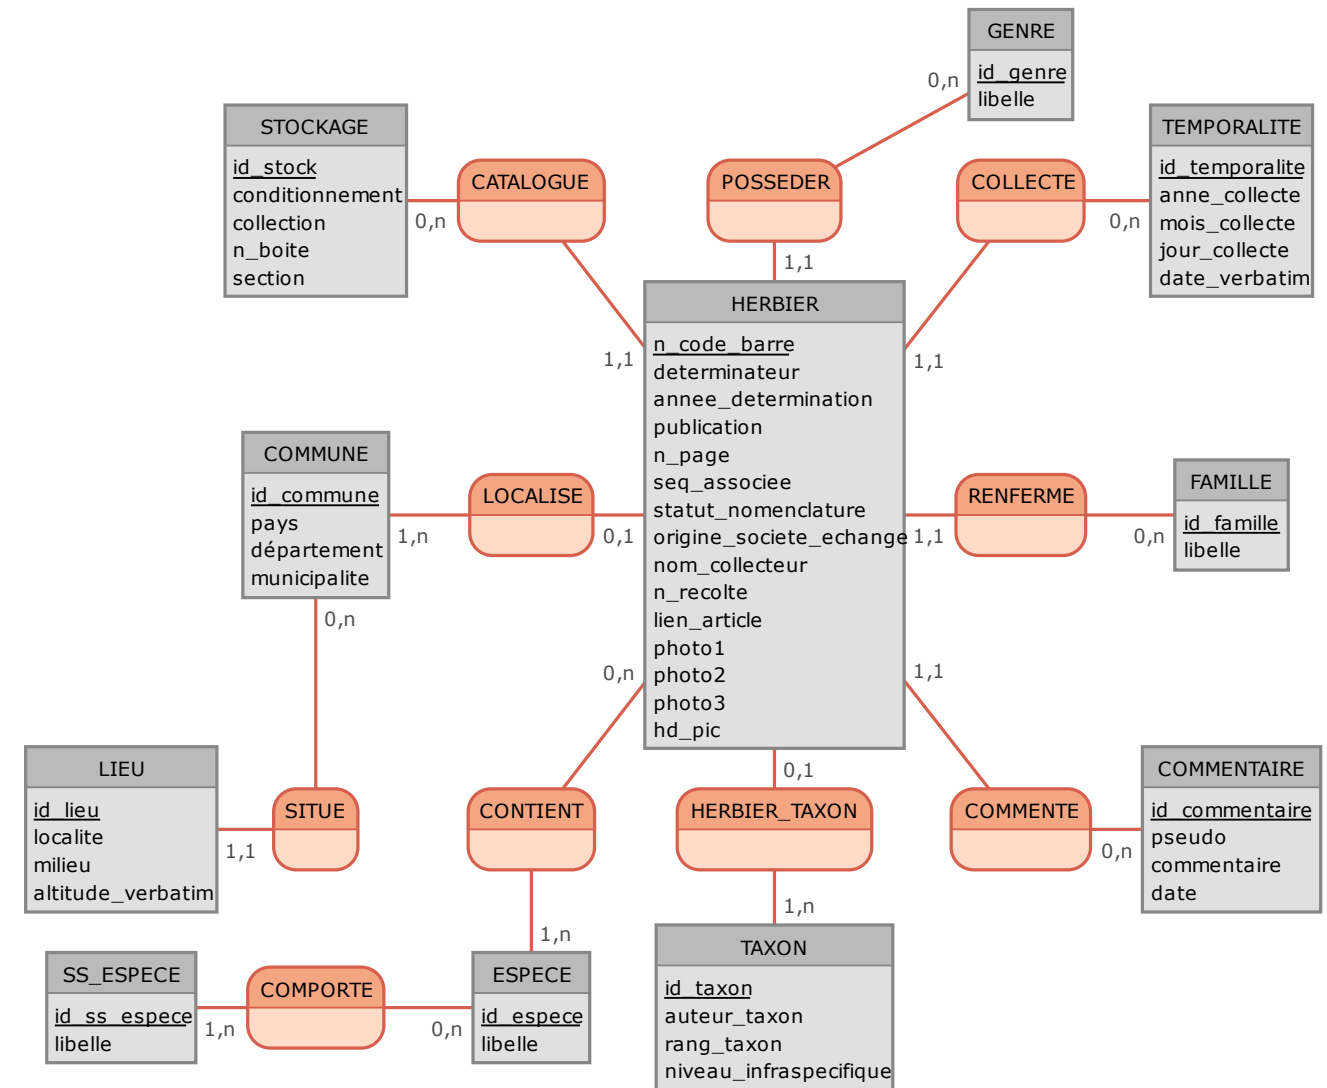 GENRE
id_genre
libelle
0,n
STOCKAGE
id_stock
conditionnement
collection
n_boite
section
0,n
CATALOGUE
1,1
POSSEDER
1,1
COLLECTE
0,n
1,1
TEMPORALITE
id_temporalite
anne_collecte
mois_collecte
jour_collecte
date_verbatim
HERBIER
n_code_barre
determinateur
annee_determination
publication
n_page
seq_associee
statut_nomenclature
origine_societe_echange
nom_collecteur
n_recolte
lien_article
photo1
photo2
photo3
hd_pic
COMMUNE
id_commune
pays
département
municipalite
1,n
LOCALISE
0,1
0,n
1,1
RENFERME
0,n
FAMILLE
id_famille
libelle
0,n
1,1
0,1
LIEU
id_lieu
localite
milieu
altitude_verbatim
1,1
SITUE
CONTIENT
1,n
HERBIER_TAXON
1,n
COMMENTE
0,n
COMMENTAIRE
id_commentaire
pseudo
commentaire
date
SS_ESPECE
id_ss_espece
libelle
1,n
COMPORTE
0,n
ESPECE
id_espece
libelle
TAXON
id_taxon
auteur_taxon
rang_taxon
niveau_infraspecifique